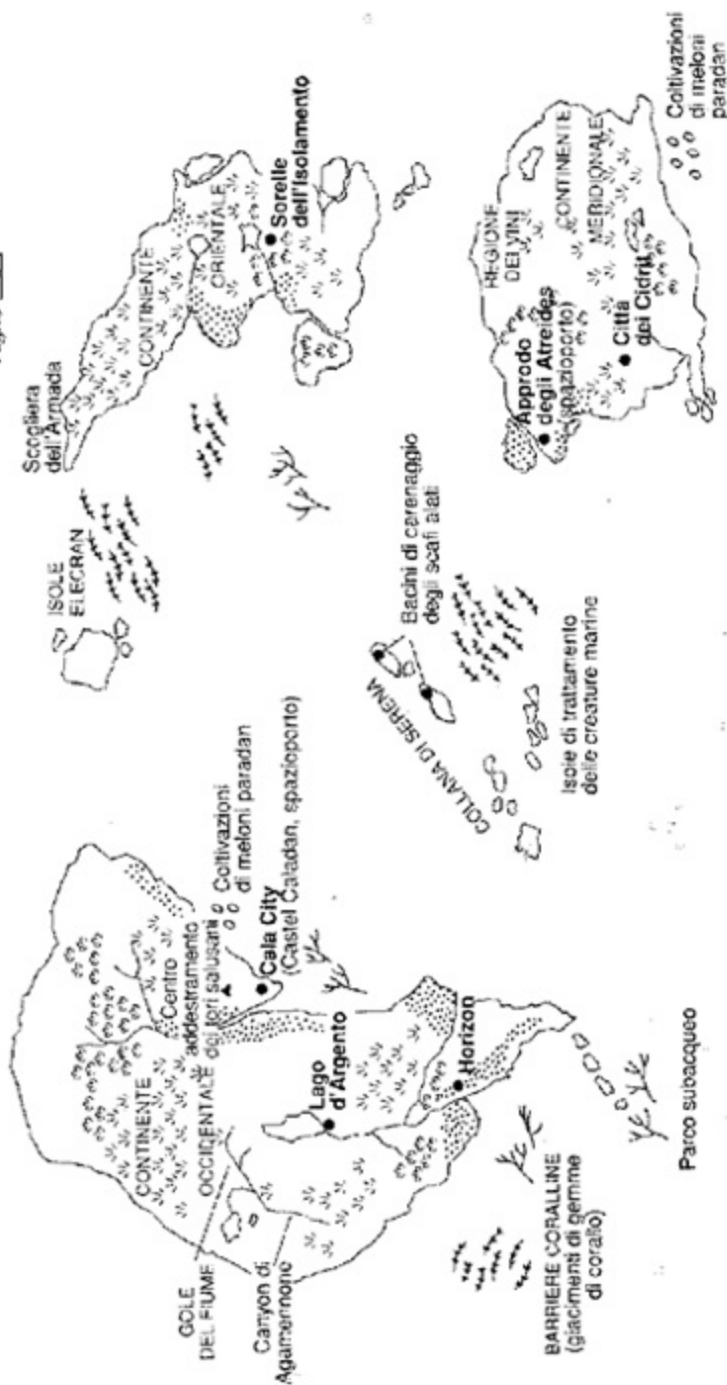 GOLE
DEL FIUME
Canyon di
Agamennone
CONTINENTE
OCCIDENTALE
Centro
addestramento
dei tori salusani
Coltivazioni
di meloni paradan
Cala City
(Castel Caladan, spazioporto)
Lago
d'Argento
Horizon
BARRIERE CORALLINE
(giacimenti di gemme
di corallo)
Parco subacqueo
ISOLE
ELECRAN
Scogliera
dell'Armada
CONTINENTE
ORIENTALE
Sorelle
dell'Isolamento
COLLANA DI SERENA
Bacini di carenaggio
degli scafi alati
Isole di trattamento
delle creature marine
REGIONE
DEI VINI
CONTINENTE
MERIDIONALE
Approdo
degli Atreides
(spazioporto)
Città
dei Cidril
Coltivazioni
di meloni
paradan